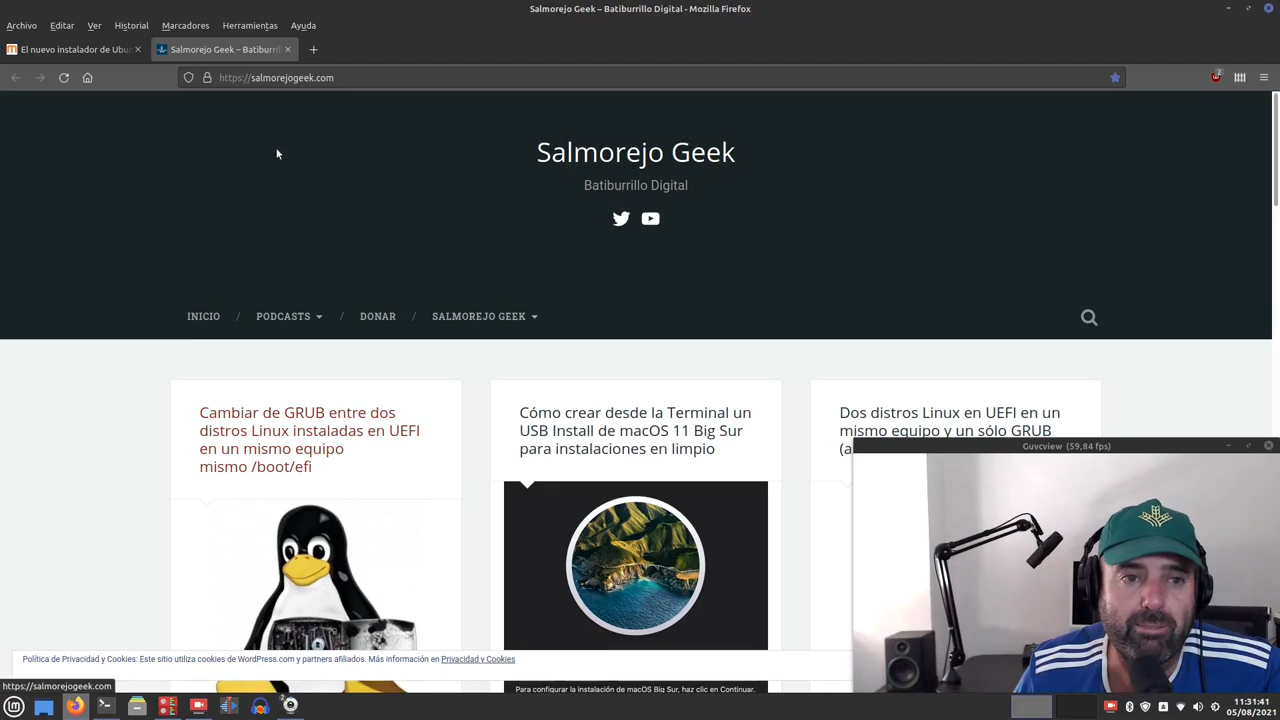 Salmorejo Geek – Batiburrillo Digital - Mozilla Firefox
Archivo Editar Ver Historial Marcadores Herramientas Ayuda
El nuevo instalador de Ubun
Salmorejo Geek – Batiburrill
https://salmorejogeek.com
2
Salmorejo Geek
Batiburrillo Digital
INICIO / PODCASTS / DONAR / SALMOREJO GEEK
Cambiar de GRUB entre dos
distros Linux instaladas en UEFI
en un mismo equipo
mismo /boot/efi
Cómo crear desde la Terminal un
USB Install de macOS 11 Big Sur
para instalaciones en limpio
Dos distros Linux en UEFI en un
mismo equipo y un sólo GRUB
(a
Guvcview (59,84 fps)
Política de Privacidad y Cookies: Este sitio utiliza cookies de WordPress.com y partners afiliados. Más información en Privacidad y Cookies
https://salmorejogeek.com
Para configurar la instalación de macOS Big Sur, haz clic en Continuar.
2
11:31:41
05/08/2021